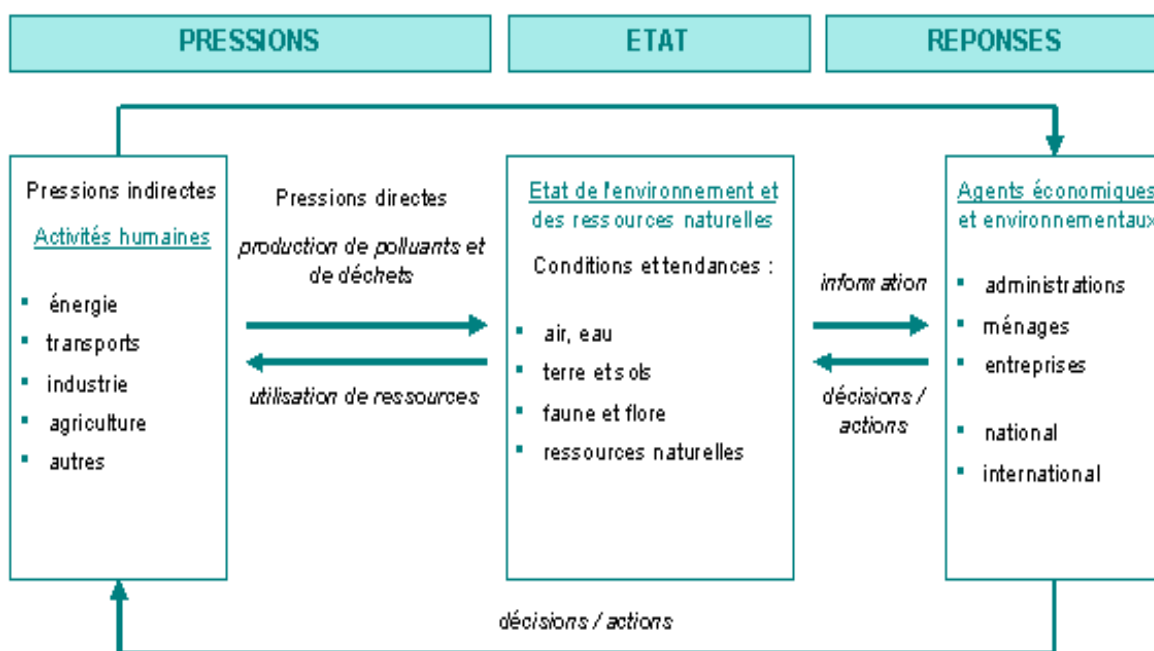 PRESSIONS
ETAT
REPONSES
Pressions indirectes
Activités humaines
énergie
transports
industrie
agriculture
autres
Pressions directes
production de polluants et
de déchets
utilisation de ressources
Etat de l'environnement et
des ressources naturelles
Conditions et tendances :
air, eau
terre et sols
faune et flore
ressources naturelles
information
décisions /
actions
Agents économiques
et environnementaux
administrations
ménages
entreprises
national
international
décisions / actions